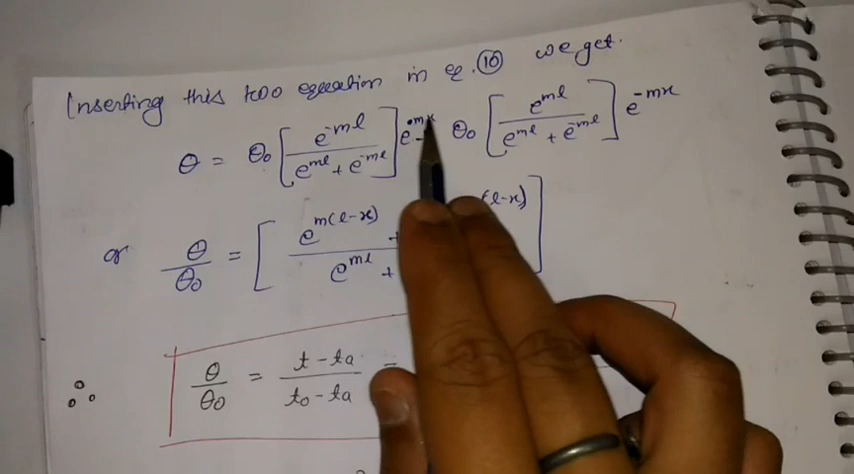 Inserting this two equation in eq. ⑩ we get.
θ = θ₀ [ e^{-ml} / (e^{ml} + e^{-ml}) ] e^{mx} θ₀ [ e^{ml} / (e^{ml} + e^{-ml}) ] e^{-mx}
or θ/θ₀ = [ e^{m(l-x)} + (l-x) / e^{ml} + ]
∴ θ/θ₀ = (t - ta) / (t₀ - ta) =